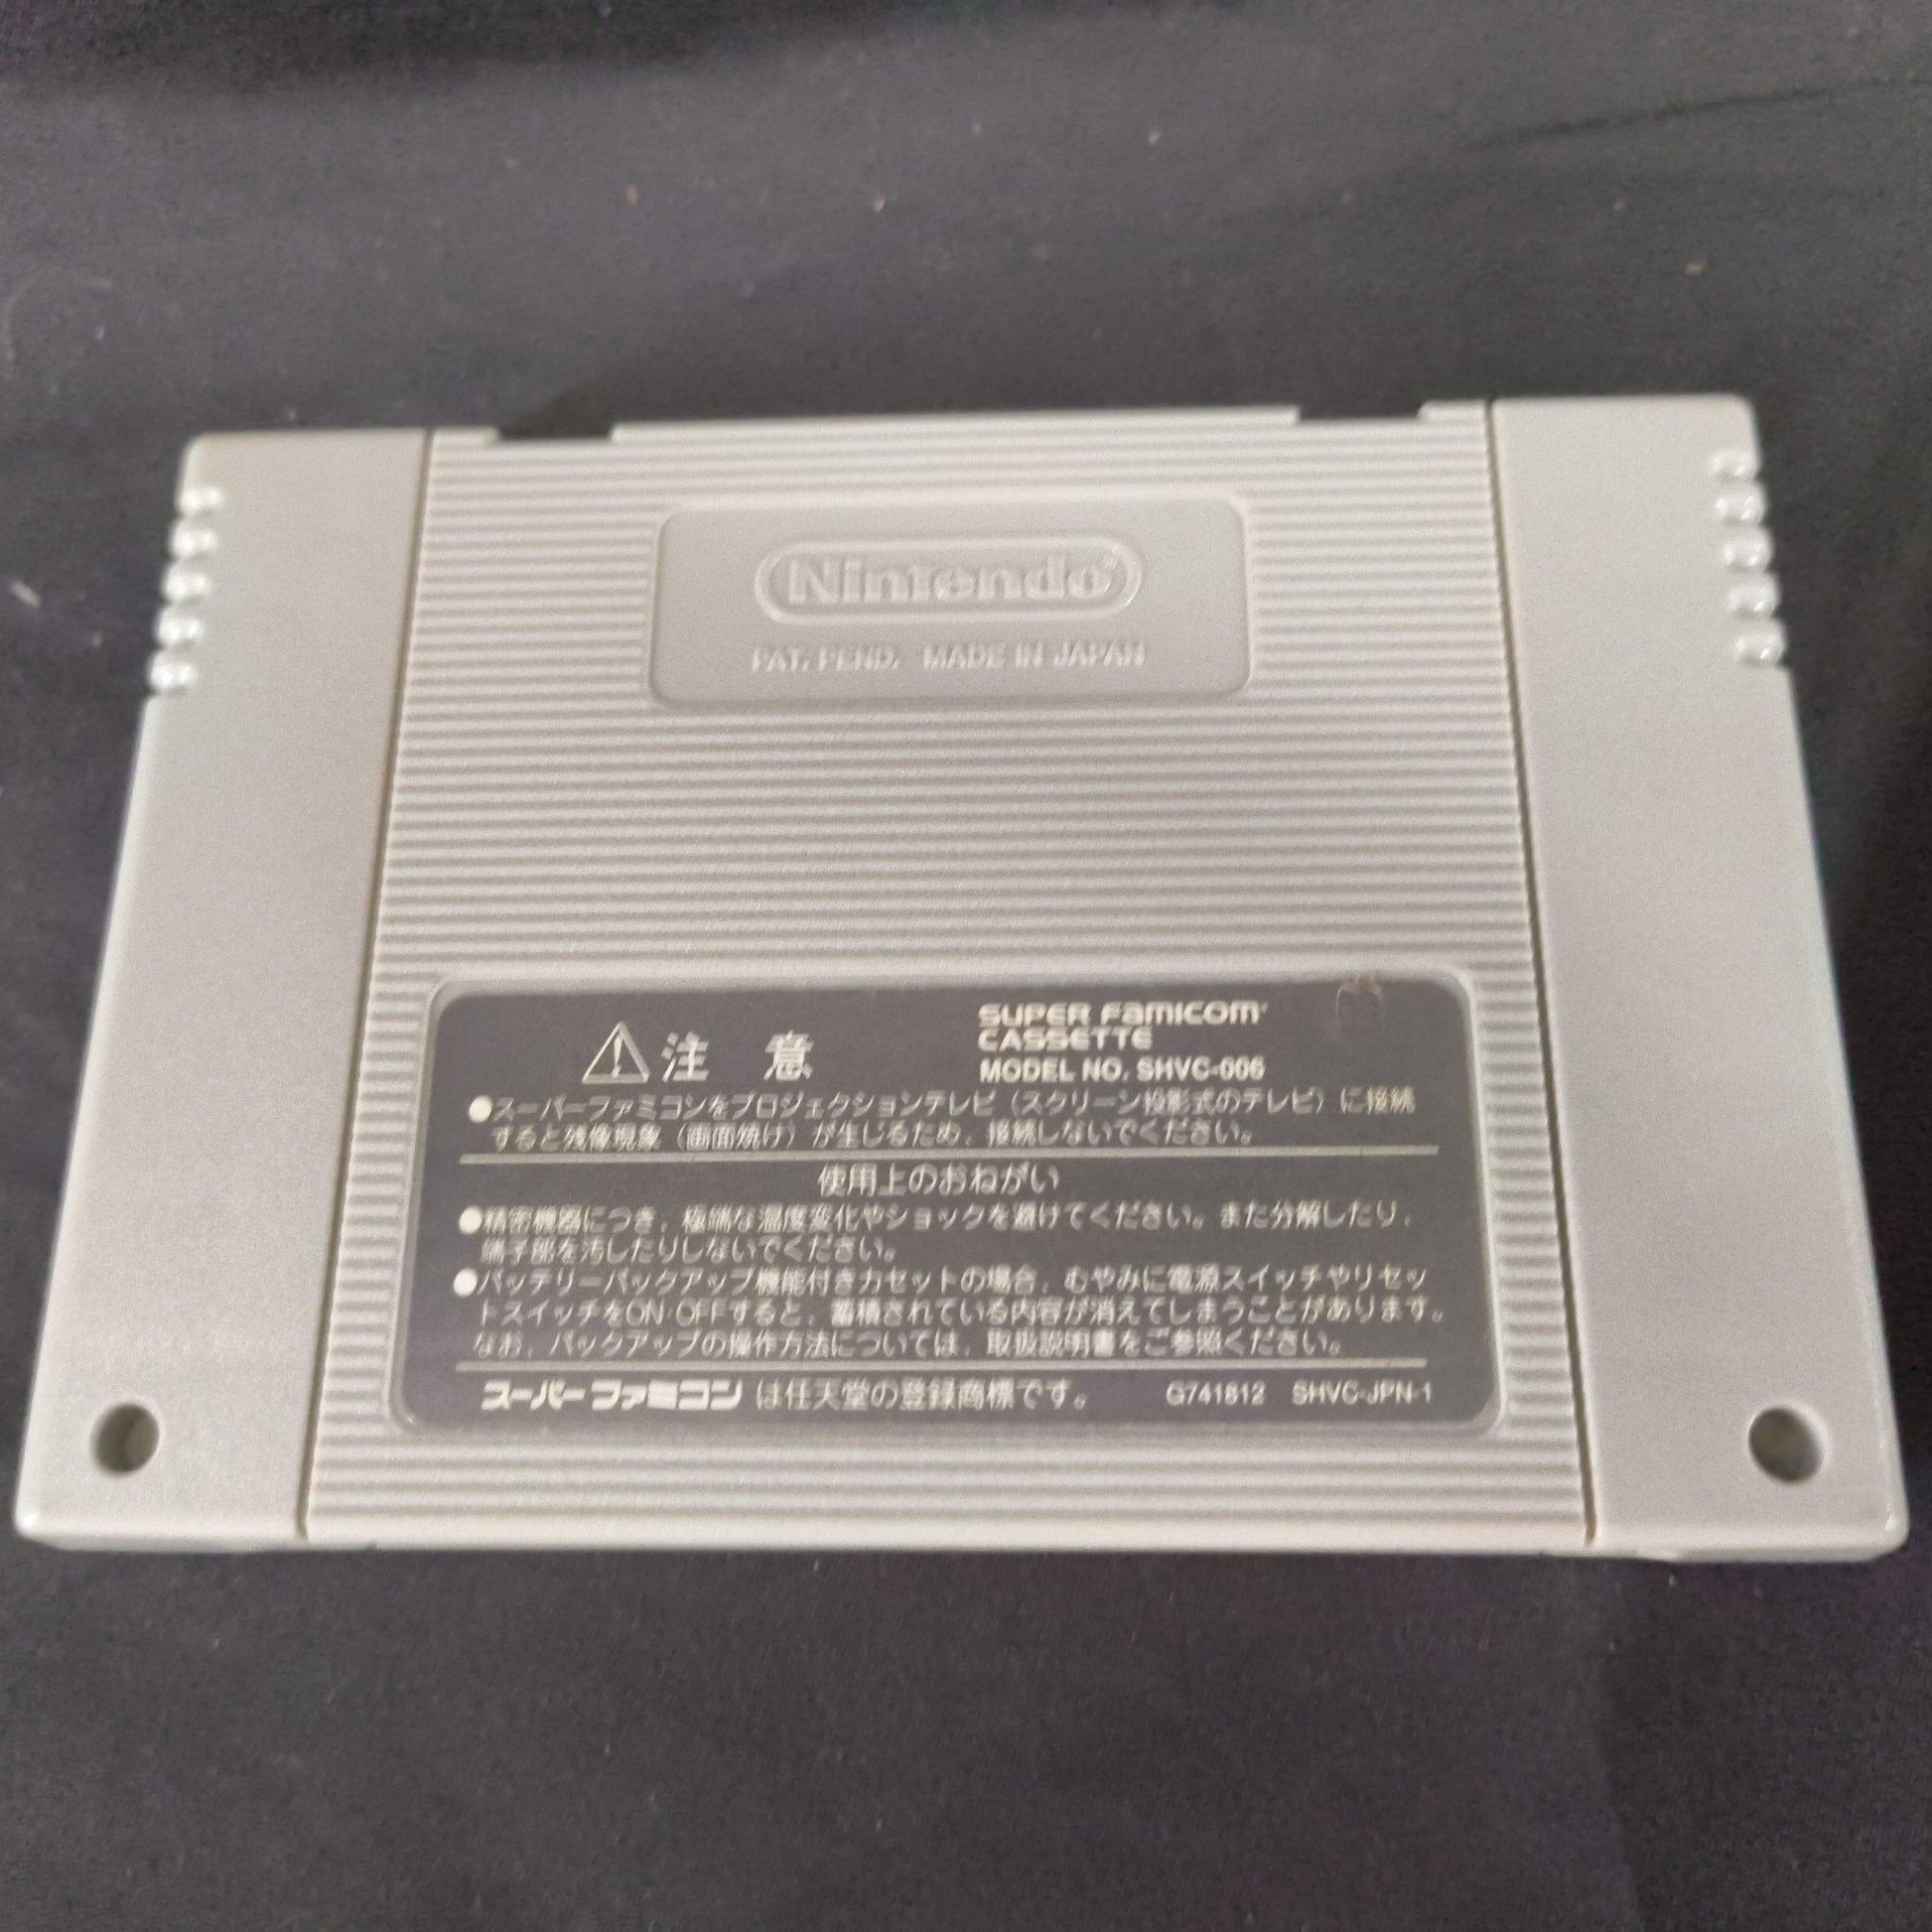 Nintendo®
PAT. PEND. MADE IN JAPAN
注意
SUPER FAMICOM
CASSETTE
MODEL NO. SHVC-006
●スーパーファミコンをプロジェクションテレビ（スクリーン投影式のテレビ）に接続
すると残像現象（画面焼け）が生じるため、接続しないでください。
使用上のおねがい
●精密機器につき、極端な温度変化やショックを避けてください。また分解したり、
端子部を汚したりしないでください。
●バッテリーバックアップ機能付きカセットの場合、むやみに電源スイッチやリセッ
トスイッチをON・OFFすると、蓄積されている内容が消えてしまうことがあります。
なお、バックアップの操作方法については、取扱説明書をご参照ください。
スーパーファミコンは任天堂の登録商標です。 G741812 SHVC-JPN-1